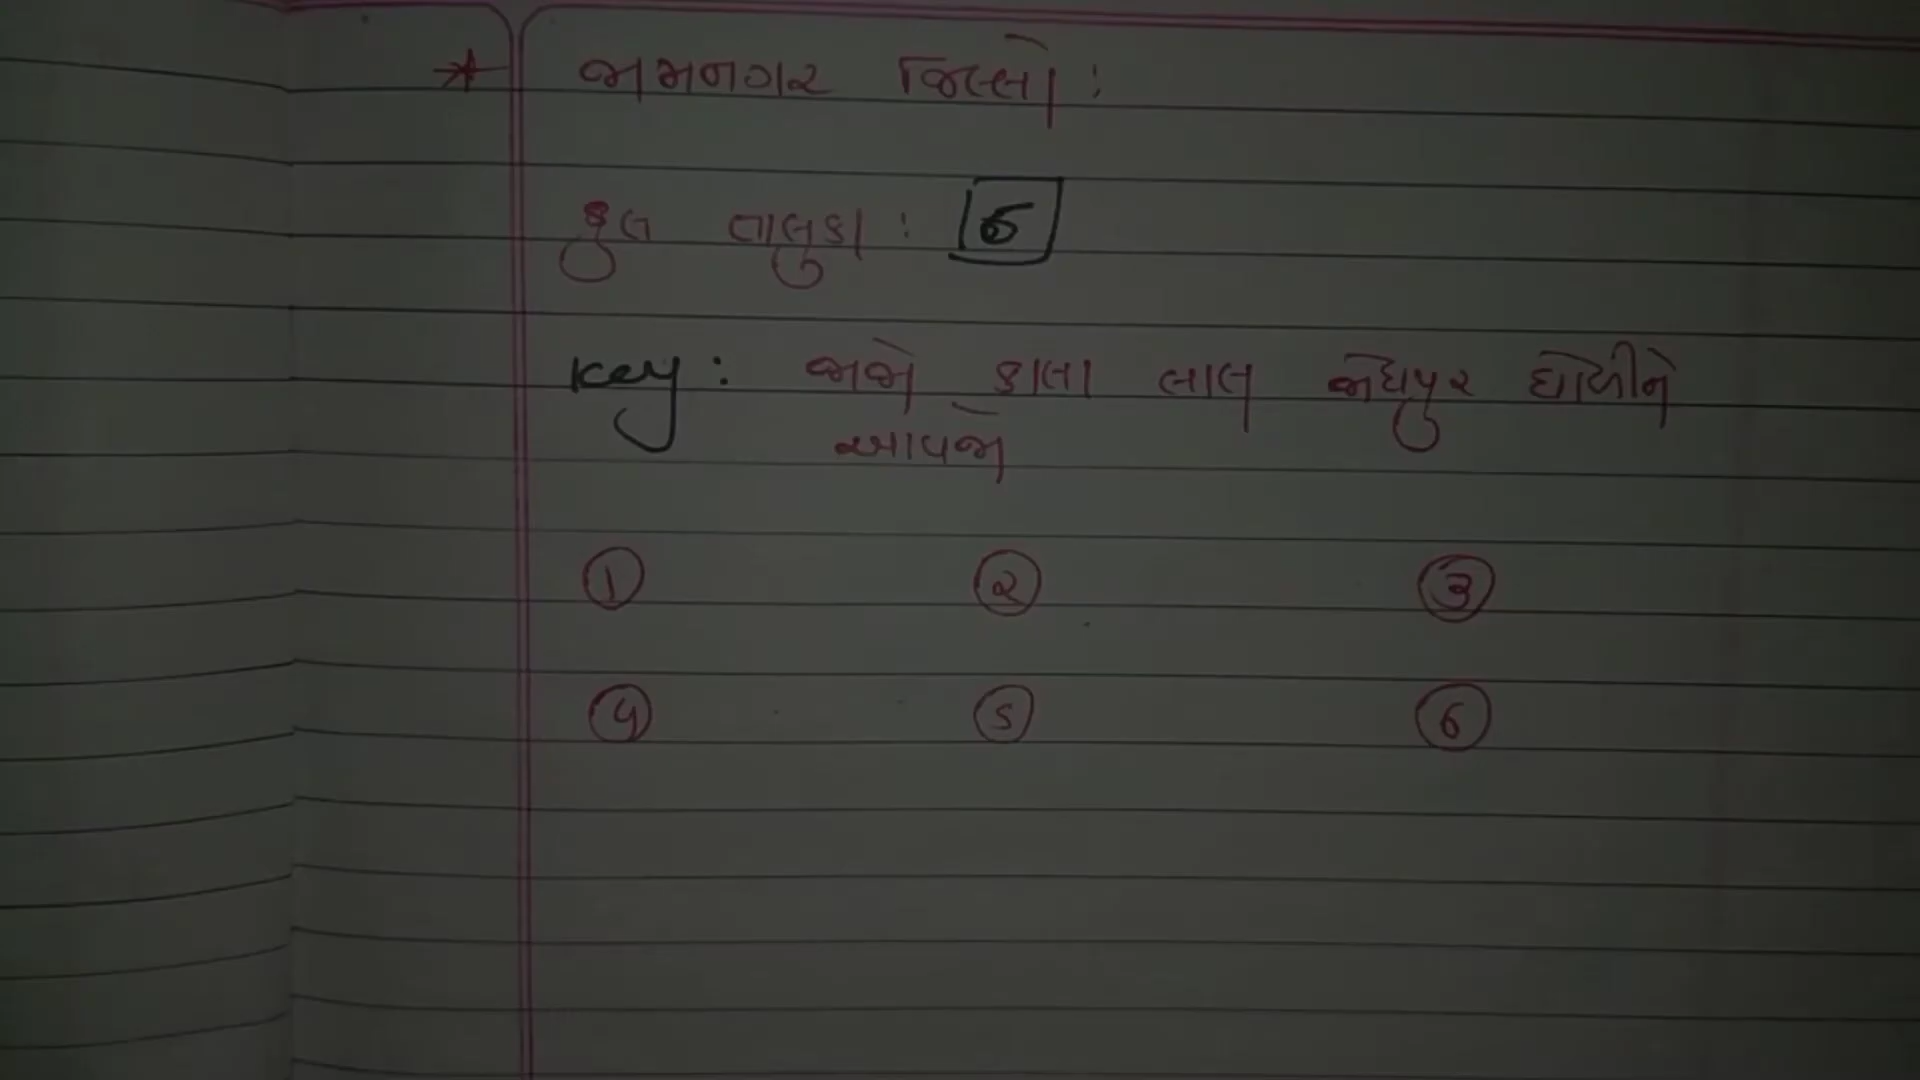 * જામનગર જિલ્લો :
કુલ તાલુકા : 6
Key : જાજો કાલા લાલ જોધપુર ધ્રોળીને
આપજો
① ② ③
④ ⑤ ⑥